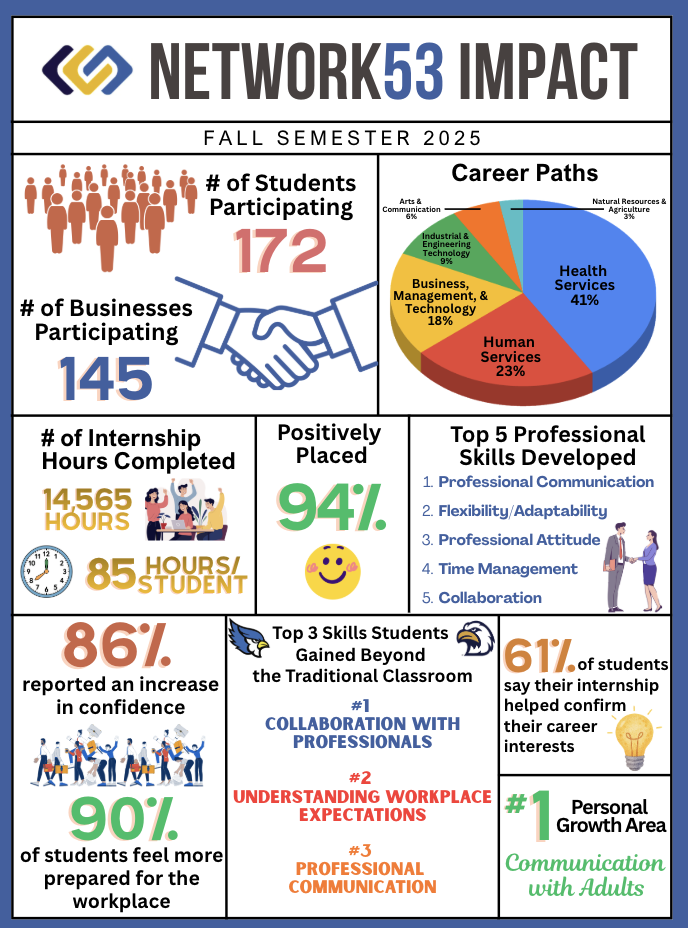 NETWORK53 IMPACT
FALL SEMESTER 2025
# of Students
Participating
172
# of Businesses
Participating
145
Career Paths
Arts &
Communication
6%
Natural Resources &
Agriculture
3%
Industrial &
Engineering
Technology
9%
Health
Services
41%
Business,
Management, &
Technology
18%
Human
Services
23%
# of Internship
Hours Completed
14,565
HOURS
85 HOURS/
STUDENT
Positively
Placed
94%
Top 5 Professional
Skills Developed
1. Professional Communication
2. Flexibility/Adaptability
3. Professional Attitude
4. Time Management
5. Collaboration
86%
reported an increase
in confidence
90%
of students feel more
prepared for the
workplace
Top 3 Skills Students
Gained Beyond
the Traditional Classroom
#1
COLLABORATION WITH
PROFESSIONALS
#2
UNDERSTANDING WORKPLACE
EXPECTATIONS
#3
PROFESSIONAL
COMMUNICATION
61% of students
say their internship
helped confirm
their career
interests
#1 Personal
Growth Area
Communication
with Adults